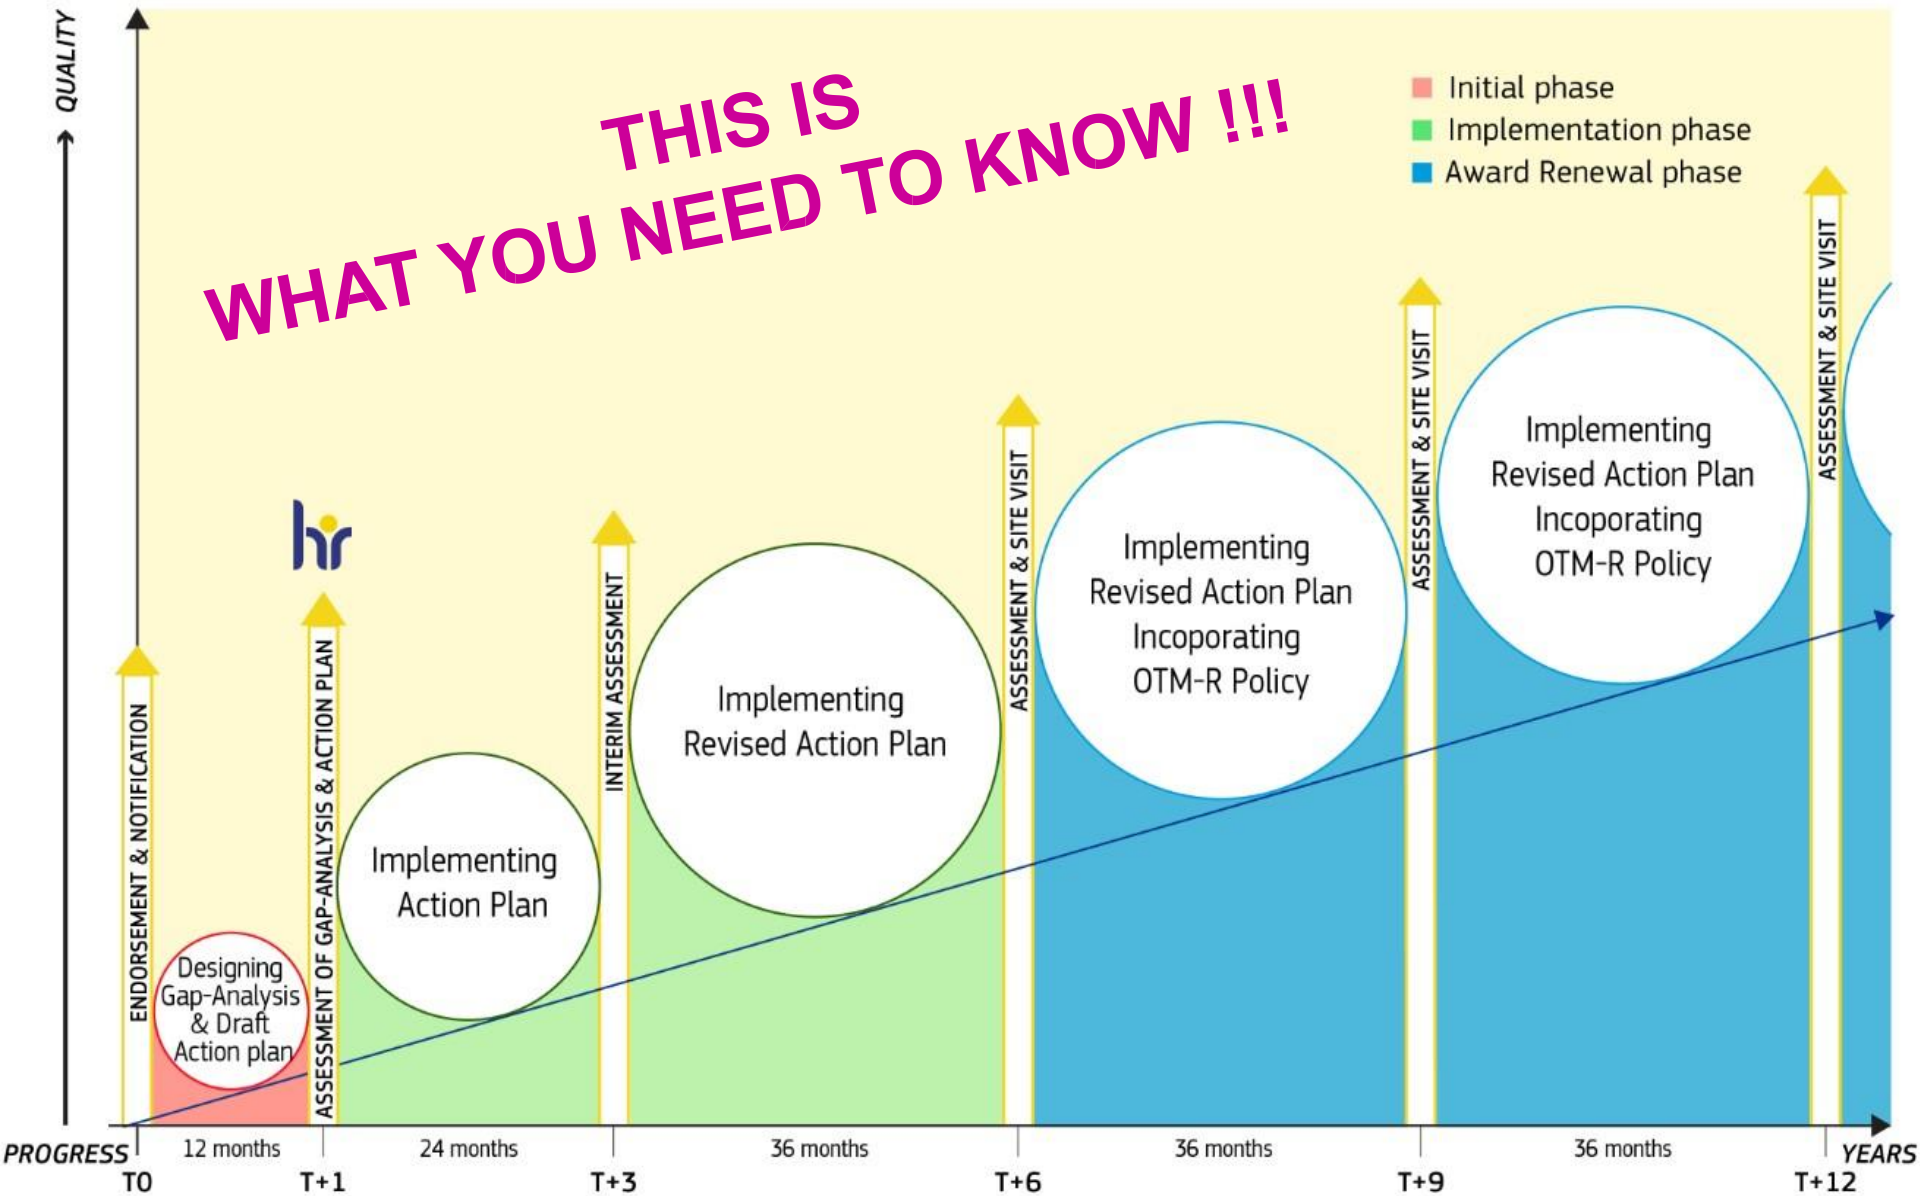 QUALITY
THIS IS
WHAT YOU NEED TO KNOW !!!
Initial phase
Implementation phase
Award Renewal phase
hr
ENDORSEMENT & NOTIFICATION
Designing
Gap-Analysis
& Draft
Action plan
ASSESSMENT OF GAP-ANALYSIS & ACTION PLAN
Implementing
Action Plan
INTERIM ASSESSMENT
Implementing
Revised Action Plan
ASSESSMENT & SITE VISIT
Implementing
Revised Action Plan
Incoporating
OTM-R Policy
ASSESSMENT & SITE VISIT
Implementing
Revised Action Plan
Incoporating
OTM-R Policy
ASSESSMENT & SITE VISIT
PROGRESS
12 months
24 months
36 months
36 months
36 months
YEARS
T0
T+1
T+3
T+6
T+9
T+12